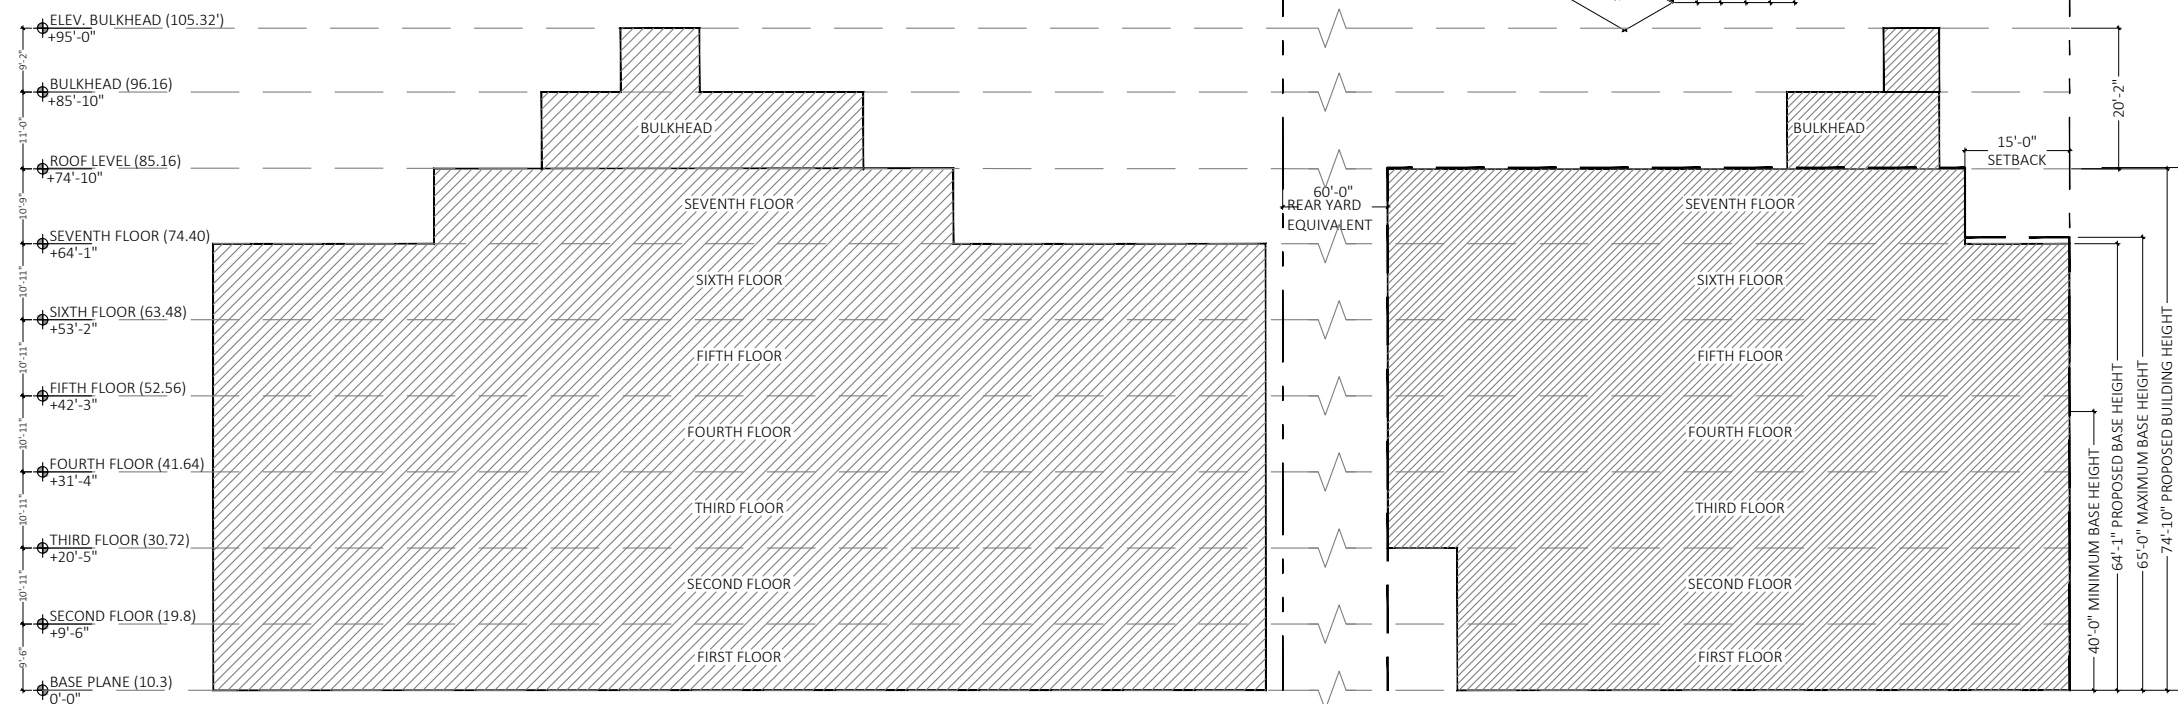 ELEV. BULKHEAD (105.32')
+95'-0"
9'-2"
BULKHEAD (96.16)
+85'-10"
11'-0"
ROOF LEVEL (85.16)
+74'-10"
10'-9"
SEVENTH FLOOR (74.40)
+64'-1"
10'-11"
SIXTH FLOOR (63.48)
+53'-2"
10'-11"
FIFTH FLOOR (52.56)
+42'-3"
10'-11"
FOURTH FLOOR (41.64)
+31'-4"
10'-11"
THIRD FLOOR (30.72)
+20'-5"
10'-11"
SECOND FLOOR (19.8)
+9'-6"
9'-6"
BASE PLANE (10.3)
0'-0"
BULKHEAD
SEVENTH FLOOR
SIXTH FLOOR
FIFTH FLOOR
FOURTH FLOOR
THIRD FLOOR
SECOND FLOOR
FIRST FLOOR
60'-0"
REAR YARD
EQUIVALENT
BULKHEAD
SEVENTH FLOOR
SIXTH FLOOR
FIFTH FLOOR
FOURTH FLOOR
THIRD FLOOR
SECOND FLOOR
FIRST FLOOR
15'-0"
SETBACK
20'-2"
40'-0" MINIMUM BASE HEIGHT
64'-1" PROPOSED BASE HEIGHT
65'-0" MAXIMUM BASE HEIGHT
74'-10" PROPOSED BUILDING HEIGHT